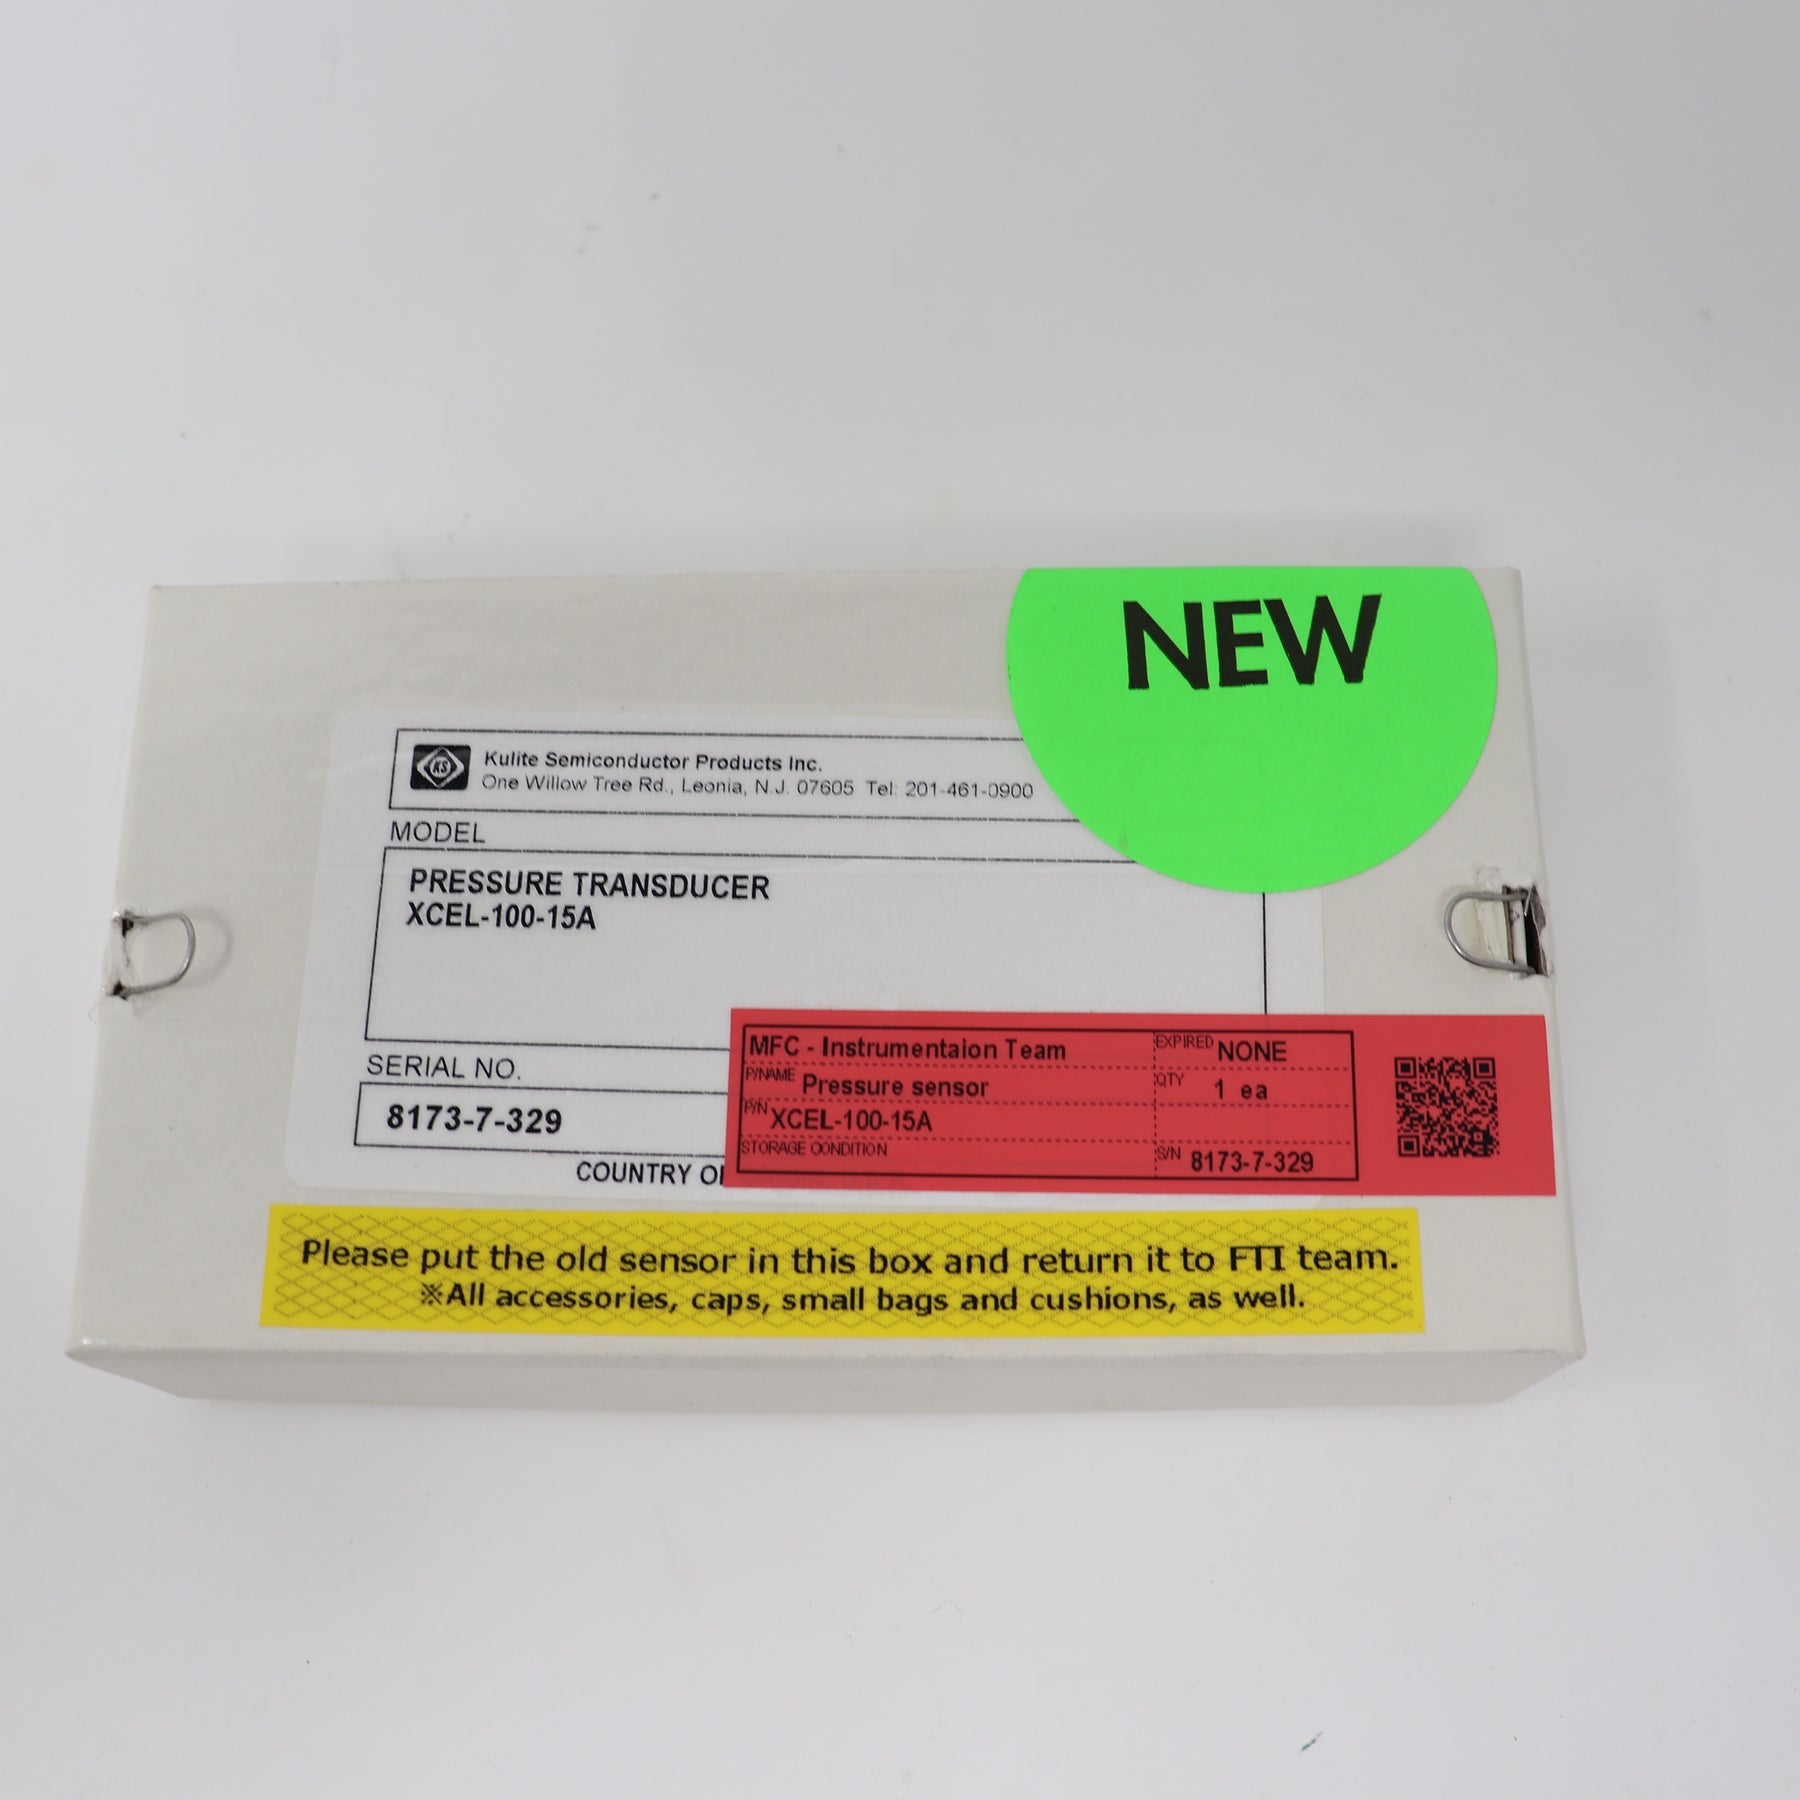 NEW
KS
Kulite Semiconductor Products Inc.
One Willow Tree Rd., Leonia, N.J. 07605 Tel: 201-461-0900
MODEL
PRESSURE TRANSDUCER
XCEL-100-15A
SERIAL NO.
8173-7-329
COUNTRY
MFC - Instrumentaion Team
EXPIRED NONE
P/NAME Pressure sensor
QTY 1 ea
P/N XCEL-100-15A
STORAGE CONDITION
S/N 8173-7-329
Please put the old sensor in this box and return it to FTI team.
※All accessories, caps, small bags and cushions, as well.